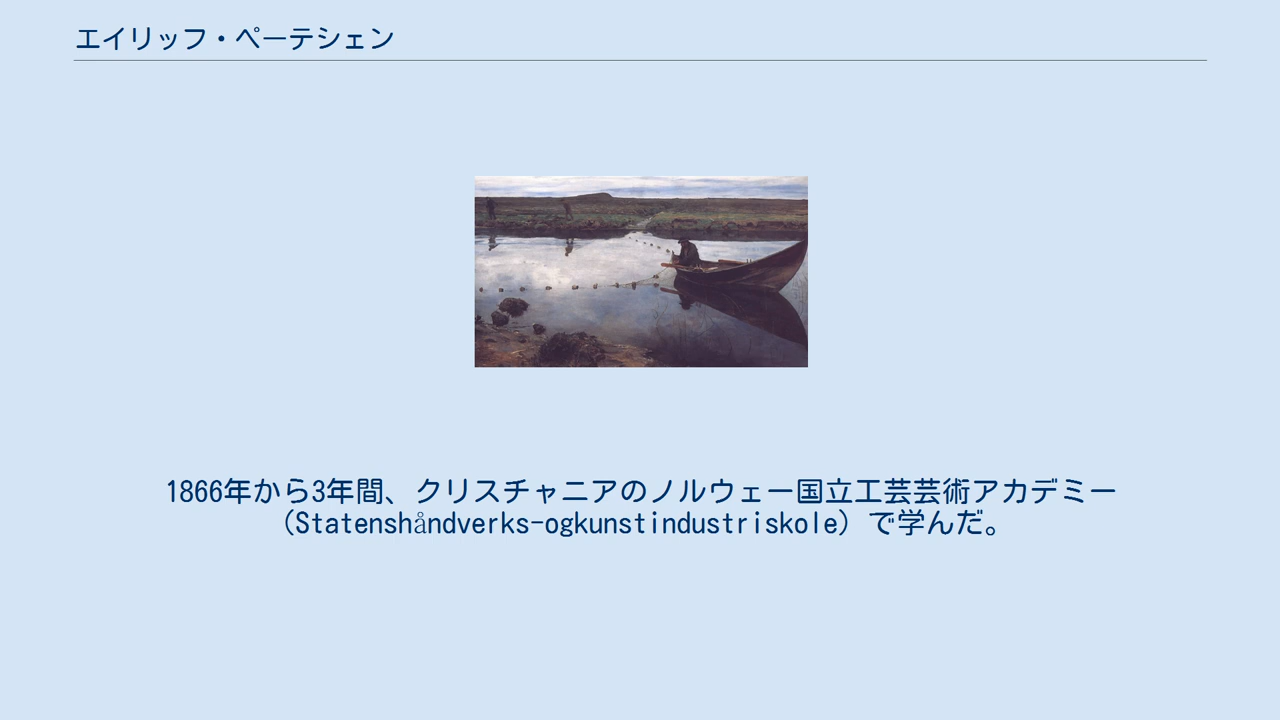 エイリッフ・ペーテシェン
1866年から3年間、クリスチャニアのノルウェー国立工芸芸術アカデミー
（Statenshåndverks-ogkunstindustriskole）で学んだ。